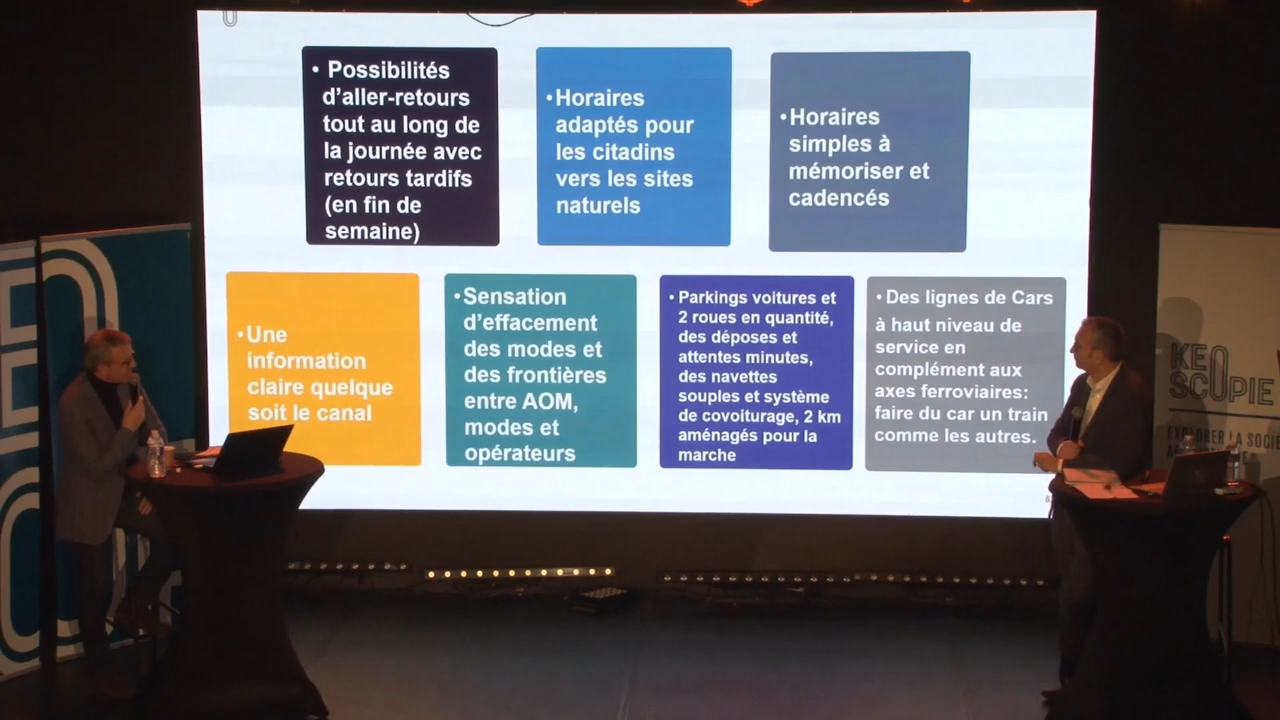 • Possibilités
d'aller-retours
tout au long de
la journée avec
retours tardifs
(en fin de
semaine)
•Horaires
adaptés pour
les citadins
vers les sites
naturels
•Horaires
simples à
mémoriser et
cadencés
•Une
information
claire quelque
soit le canal
•Sensation
d'effacement
des modes et
des frontières
entre AOM,
modes et
opérateurs
• Parkings voitures et
2 roues en quantité,
des déposes et
attentes minutes,
des navettes
souples et système
de covoiturage, 2 km
aménagés pour la
marche
• Des lignes de Cars
à haut niveau de
service en
complément aux
axes ferroviaires:
faire du car un train
comme les autres.
KEO
SCOPIE
EXPLORER LA